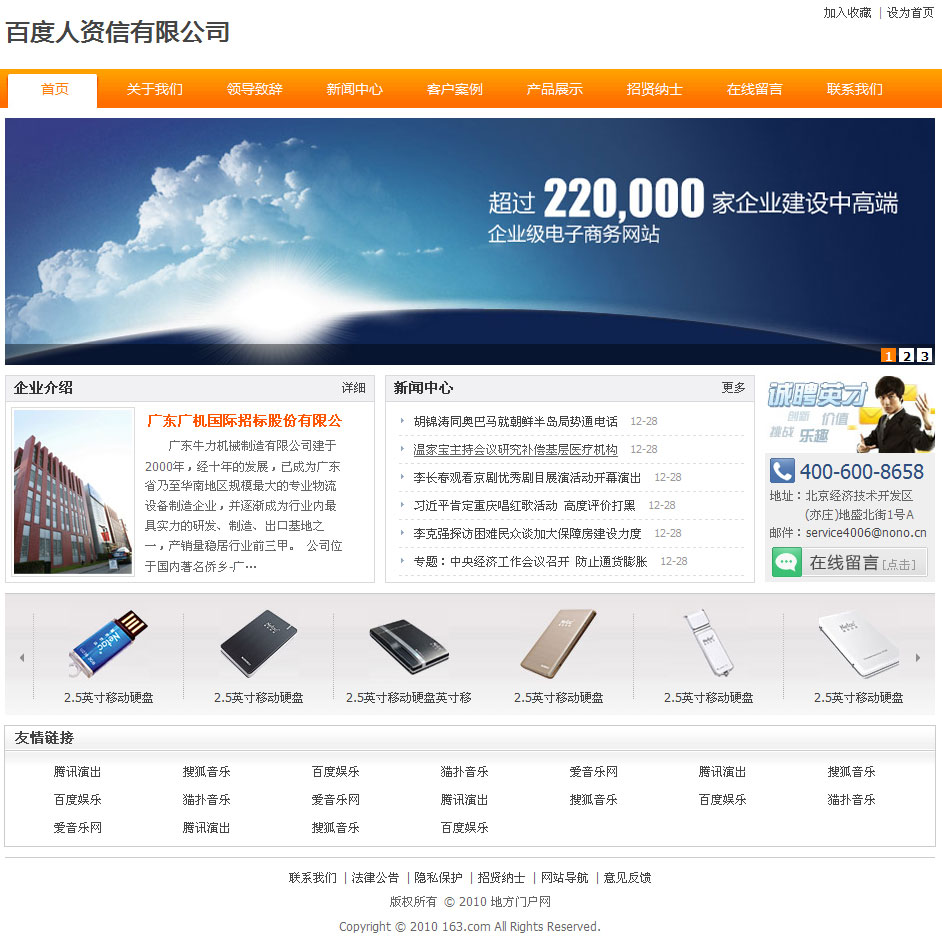 加入收藏 | 设为首页
百度人资信有限公司
首页 关于我们 领导致辞 新闻中心 客户案例 产品展示 招贤纳士 在线留言 联系我们
超过 220,000 家企业建设中高端
企业级电子商务网站
1 2 3
企业介绍 详细
广东广机国际招标股份有限公
广东牛力机械制造有限公司建于
2000年，经十年的发展，已成为广东
省乃至华南地区规模最大的专业物流
设备制造企业，并逐渐成为行业内最
具实力的研发、制造、出口基地之
一，产销量稳居行业前三甲。 公司位
于国内著名侨乡-广…
新闻中心 更多
胡锦涛同奥巴马就朝鲜半岛局势通电话 12-28
温家宝主持会议研究补偿基层医疗机构 12-28
李长春观看京剧优秀剧目展演活动开幕演出 12-28
习近平肯定重庆唱红歌活动 高度评价打黑 12-28
李克强探访困难民众谈加大保障房建设力度 12-28
专题：中央经济工作会议召开 防止通货膨胀 12-28
诚聘英才
创新 价值
挑战 乐趣
400-600-8658
地址：北京经济技术开发区
(亦庄)地盛北街1号A
邮件：service4006@nono.cn
在线留言 [点击]
2.5英寸移动硬盘 2.5英寸移动硬盘 2.5英寸移动硬盘英寸移 2.5英寸移动硬盘 2.5英寸移动硬盘 2.5英寸移动硬盘
友情链接
腾讯演出 搜狐音乐 百度娱乐 猫扑音乐 爱音乐网 腾讯演出 搜狐音乐
百度娱乐 猫扑音乐 爱音乐网 腾讯演出 搜狐音乐 百度娱乐 猫扑音乐
爱音乐网 腾讯演出 搜狐音乐 百度娱乐
联系我们 | 法律公告 | 隐私保护 | 招贤纳士 | 网站导航 | 意见反馈
版权所有 © 2010 地方门户网
Copyright © 2010 163.com All Rights Reserved.